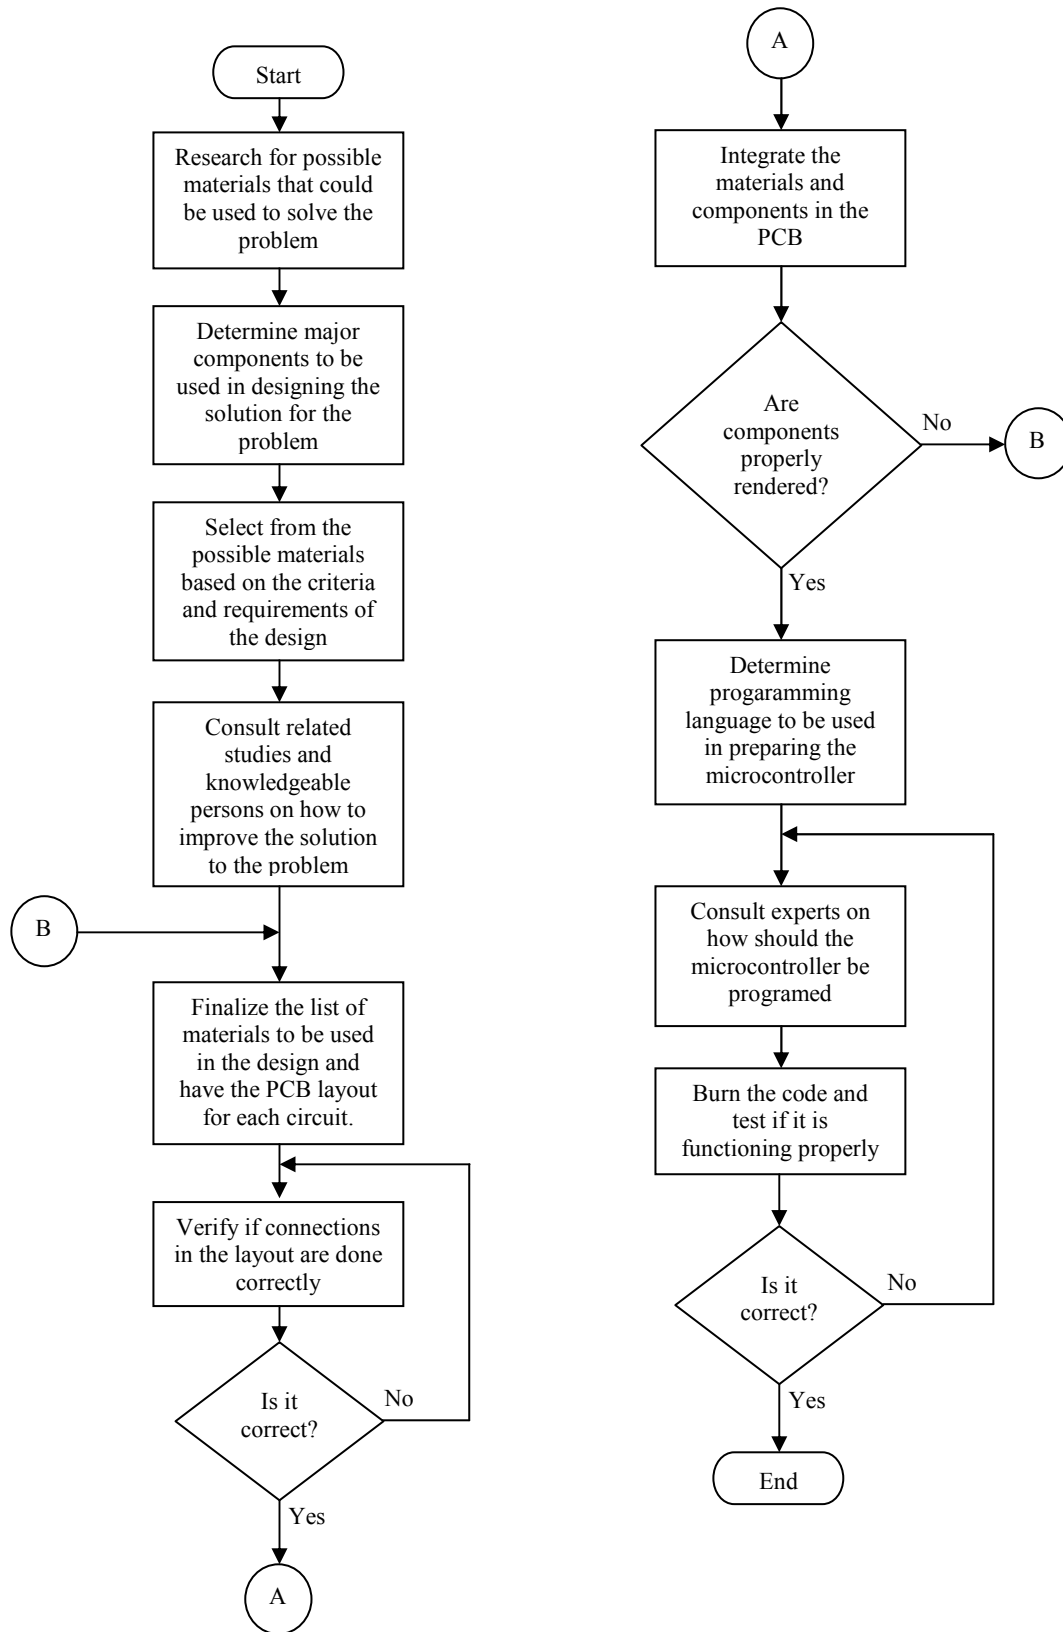 Start
Research for possible
materials that could
be used to solve the
problem
Determine major
components to be
used in designing the
solution for the
problem
Select from the
possible materials
based on the criteria
and requirements of
the design
Consult related
studies and
knowledgeable
persons on how to
improve the solution
to the problem
B
Finalize the list of
materials to be used
in the design and
have the PCB layout
for each circuit.
Verify if connections
in the layout are done
correctly
Is it
correct?
No
Yes
A
A
Integrate the
materials and
components in the
PCB
Are
components
properly
rendered?
No
B
Yes
Determine
progaramming
language to be used
in preparing the
microcontroller
Consult experts on
how should the
microcontroller be
programed
Burn the code and
test if it is
functioning properly
Is it
correct?
No
Yes
End